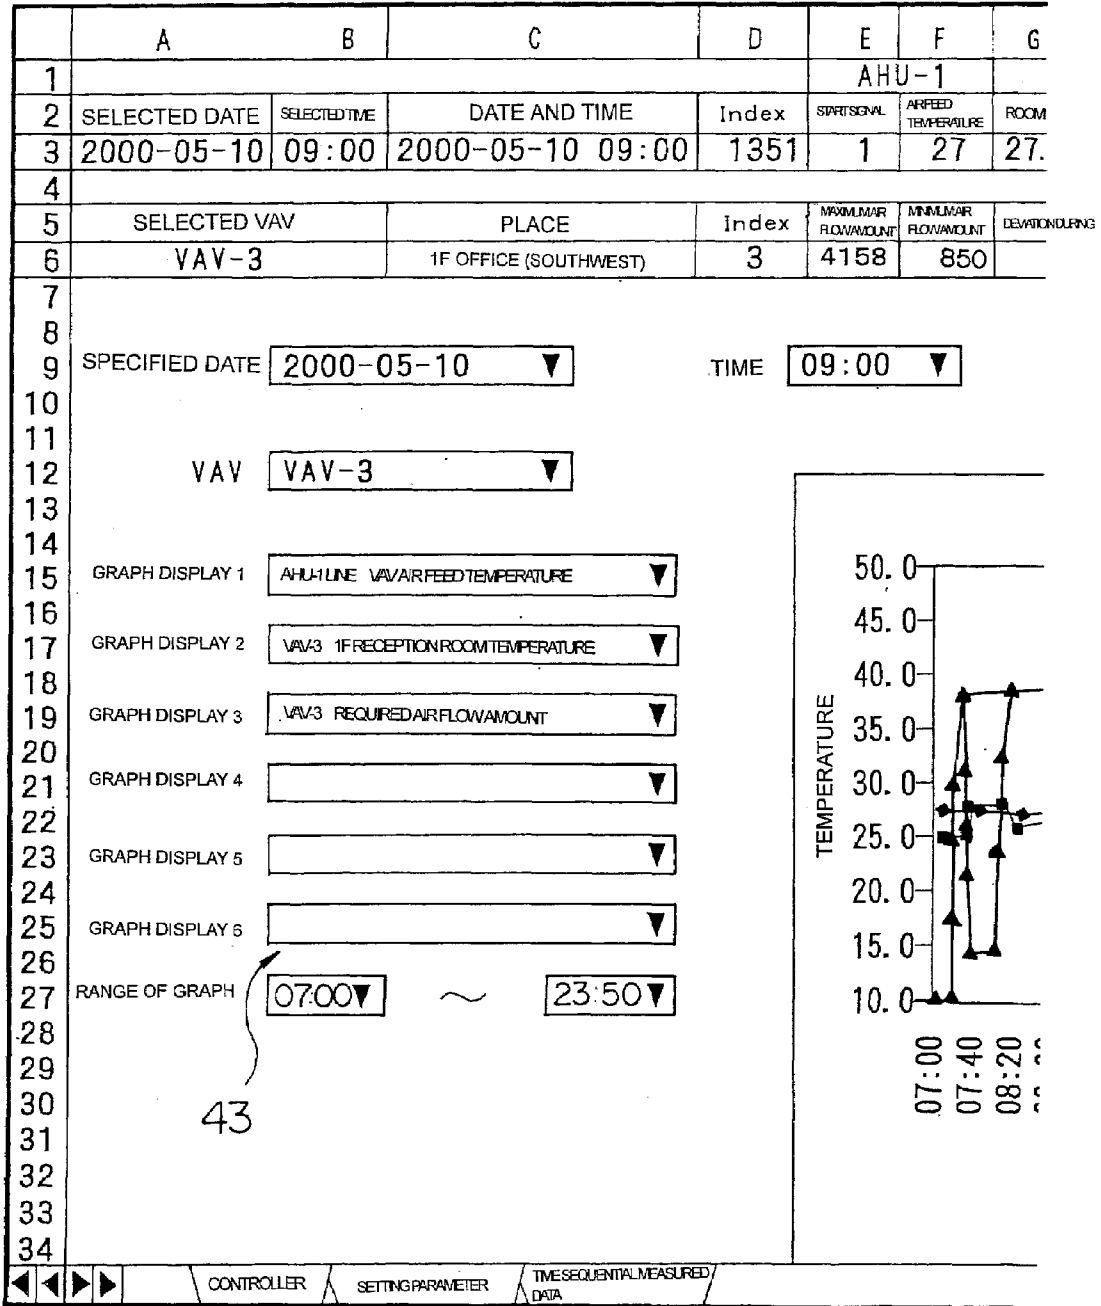 A B C D E F G
1 AHU-1
2 SELECTED DATE SELECTED TIME DATE AND TIME Index START SIGNAL AIR FEED TEMPERATURE ROOM
3 2000-05-10 09:00 2000-05-10 09:00 1351 1 27 27.
4
5 SELECTED VAV PLACE Index MAXIMUM AIR FLOW AMOUNT MINIMUM AIR FLOW AMOUNT DEVIATION DURING
6 VAV-3 1F OFFICE (SOUTHWEST) 3 4158 850
7
8
9 SPECIFIED DATE 2000-05-10 TIME 09:00
10
11
12 VAV VAV-3
13
14
15 GRAPH DISPLAY 1 AHU-1 LINE VAV AIR FEED TEMPERATURE
16
17 GRAPH DISPLAY 2 VAV-3 1F RECEPTION ROOM TEMPERATURE
18
19 GRAPH DISPLAY 3 VAV-3 REQUIRED AIR FLOW AMOUNT
20
21 GRAPH DISPLAY 4
22
23 GRAPH DISPLAY 5
24
25 GRAPH DISPLAY 6
26
27 RANGE OF GRAPH 07:00 ~ 23:50
28
29
30
31
32
33
34
43
TEMPERATURE
50.0
45.0
40.0
35.0
30.0
25.0
20.0
15.0
10.0
07:00
07:40
08:20
CONTROLLER SETTING PARAMETER TIME SEQUENTIAL MEASURED DATA